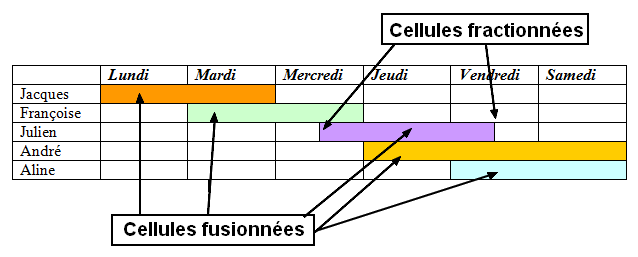 Cellules fractionnées
Lundi Mardi Mercredi Jeudi Vendredi Samedi
Jacques
Françoise
Julien
André
Aline
Cellules fusionnées